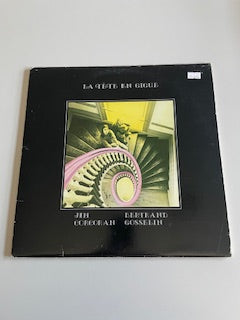 LA TÊTE EN GIGUE
JIM BERTRAND
CORCORAN GOSSELIN